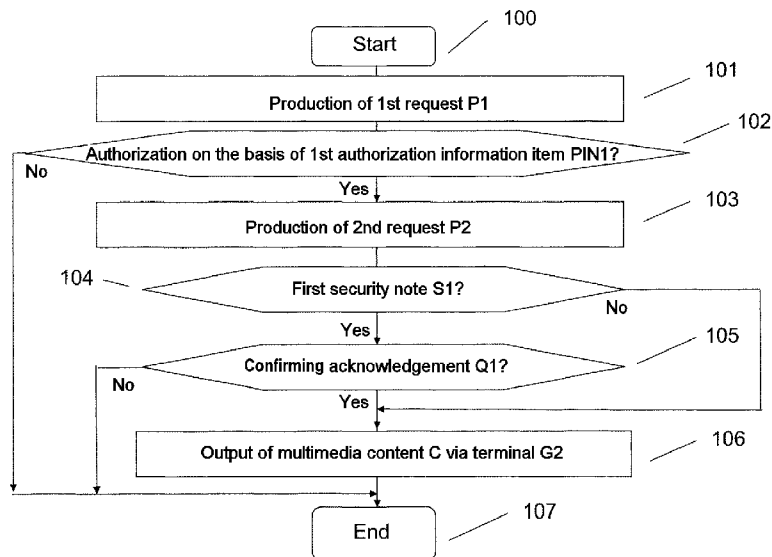 100
Start
101
Production of 1st request P1
102
Authorization on the basis of 1st authorization information item PIN1?
No
Yes
103
Production of 2nd request P2
104
First security note S1?
No
Yes
105
Confirming acknowledgement Q1?
No
Yes
106
Output of multimedia content C via terminal G2
End
107